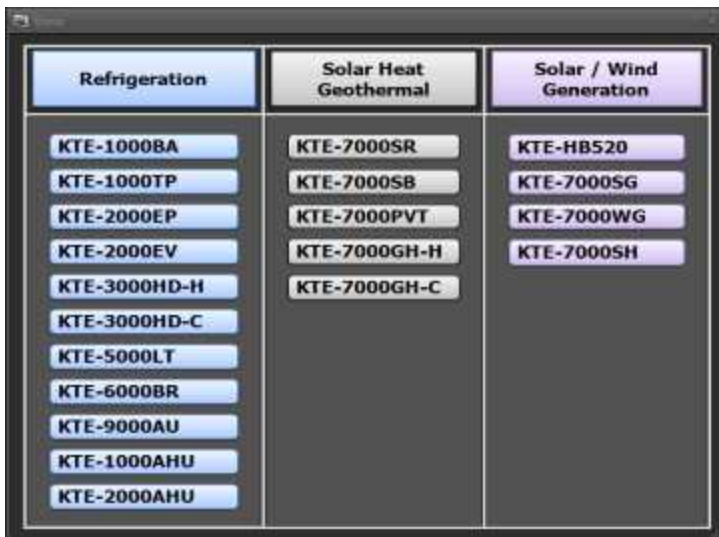 Refrigeration
Solar Heat
Geothermal
Solar / Wind
Generation
KTE-1000BA
KTE-1000TP
KTE-2000EP
KTE-2000EV
KTE-3000HD-H
KTE-3000HD-C
KTE-5000LT
KTE-6000BR
KTE-9000AU
KTE-1000AHU
KTE-2000AHU
KTE-7000SR
KTE-7000SB
KTE-7000PVT
KTE-7000GH-H
KTE-7000GH-C
KTE-HB520
KTE-7000SG
KTE-7000WG
KTE-7000SH